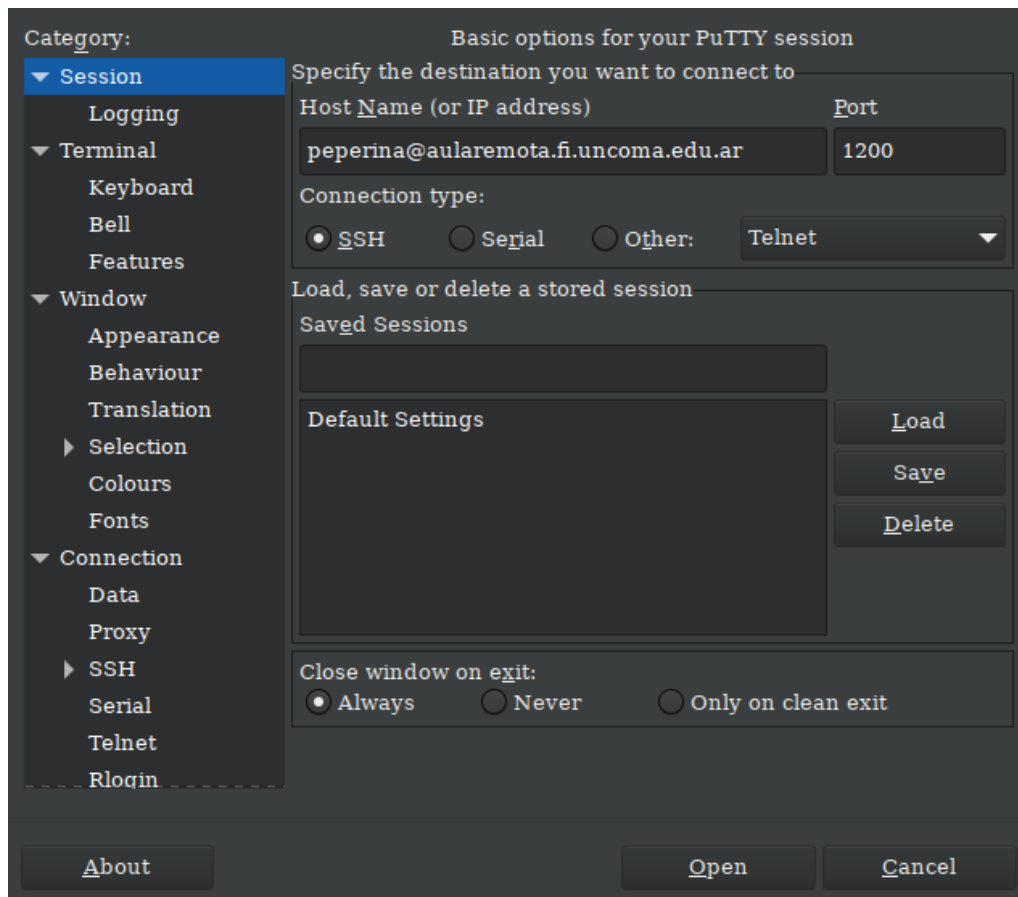 Category:
Session
Logging
Terminal
Keyboard
Bell
Features
Window
Appearance
Behaviour
Translation
Selection
Colours
Fonts
Connection
Data
Proxy
SSH
Serial
Telnet
Rlogin
Basic options for your PuTTY session
Specify the destination you want to connect to
Host Name (or IP address) Port
peperina@aularemota.fi.uncoma.edu.ar 1200
Connection type:
SSH Serial Other: Telnet
Load, save or delete a stored session
Saved Sessions
Default Settings
Load
Save
Delete
Close window on exit:
Always Never Only on clean exit
About Open Cancel